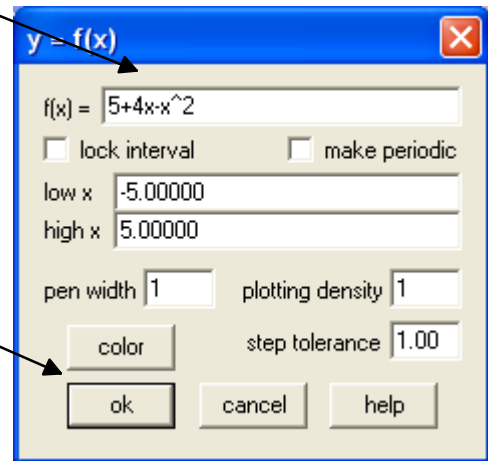 y = f(x)
f(x) = 5+4x-x^2
lock interval make periodic
low x -5.00000
high x 5.00000
pen width 1 plotting density 1
color step tolerance 1.00
ok cancel help